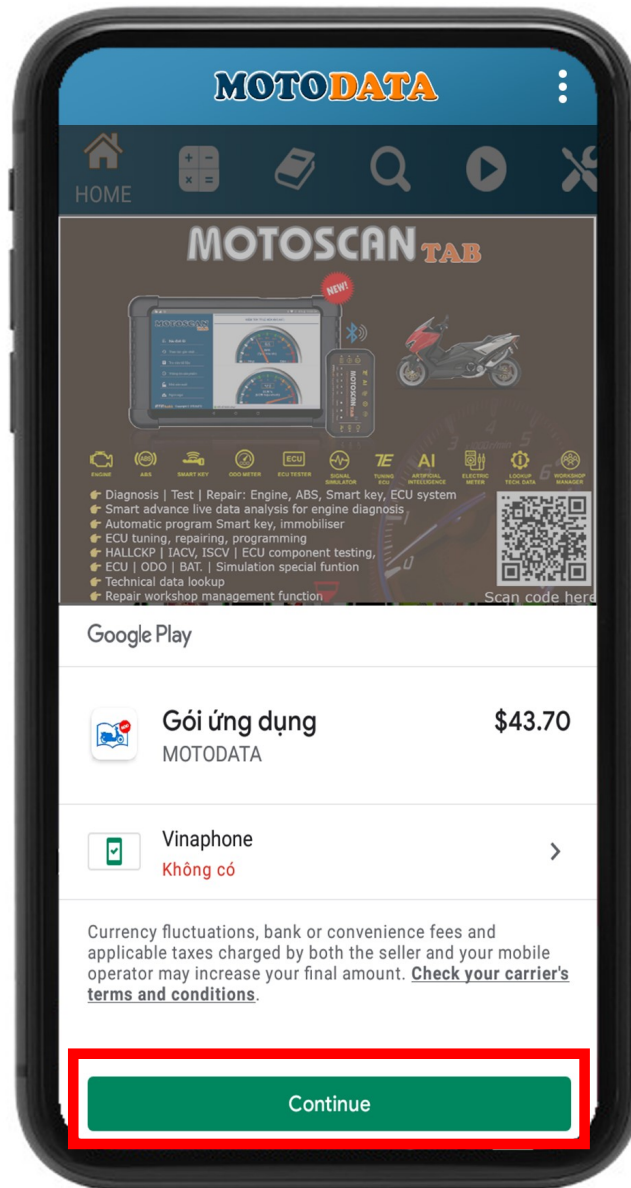 MOTODATA
HOME
MOTOSCAN TAB
NEW!
MOTOSCAN
ENGINE
ABS
SMART KEY
ODO METER
ECU
ECU TESTER
SIGNAL SIMULATOR
TUNING ECU
AI
ARTIFICIAL INTELLIGENCE
ELECTRIC METER
LOOKUP TECH. DATA
WORKSHOP MANAGER
Diagnosis | Test | Repair: Engine, ABS, Smart key, ECU system
Smart advance live data analysis for engine diagnosis
Automatic program Smart key, immobiliser
ECU tuning, repairing, programming
HALLCKP | IACV, ISCV | ECU component testing,
ECU | ODO | BAT. | Simulation special funtion
Technical data lookup
Repair workshop management function
Scan code here
Google Play
Gói ứng dụng
$43.70
MOTODATA
Vinaphone
Không có
Currency fluctuations, bank or convenience fees and
applicable taxes charged by both the seller and your mobile
operator may increase your final amount. Check your carrier's
terms and conditions.
Continue